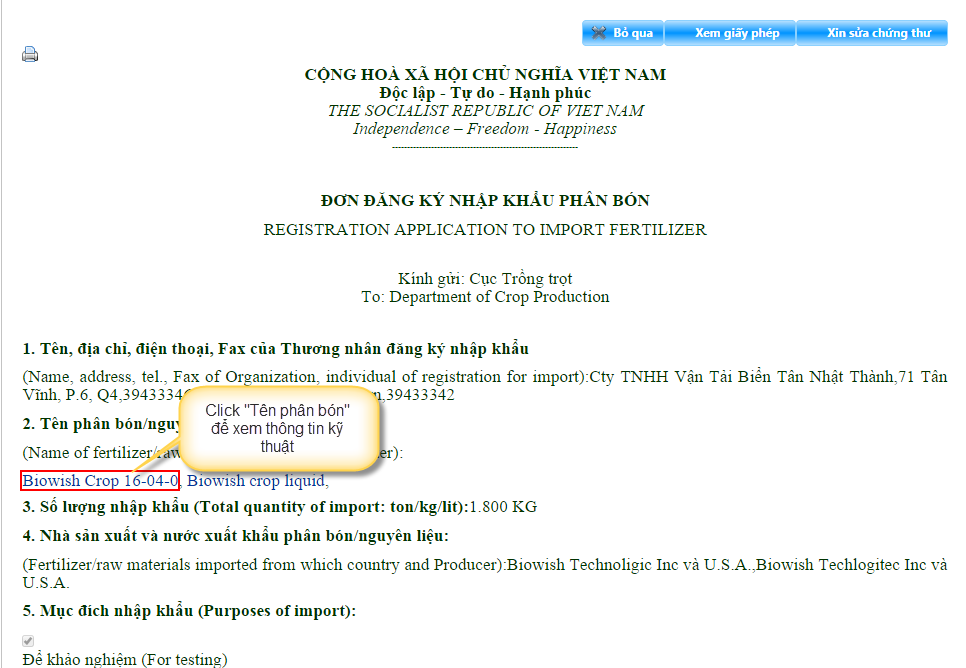 Bỏ qua
Xem giấy phép
Xin sửa chứng thư
CỘNG HOÀ XÃ HỘI CHỦ NGHĨA VIỆT NAM
Độc lập - Tự do - Hạnh phúc
THE SOCIALIST REPUBLIC OF VIET NAM
Independence – Freedom - Happiness
ĐƠN ĐĂNG KÝ NHẬP KHẨU PHÂN BÓN
REGISTRATION APPLICATION TO IMPORT FERTILIZER
Kính gửi: Cục Trồng trọt
To: Department of Crop Production
1. Tên, địa chỉ, điện thoại, Fax của Thương nhân đăng ký nhập khẩu
(Name, address, tel., Fax of Organization, individual of registration for import):Cty TNHH Vận Tải Biển Tân Nhật Thành,71 Tân
Vĩnh, P.6, Q4,3943334 ,39433342
Click "Tên phân bón"
để xem thông tin kỹ
thuật
2. Tên phân bón/
(Name of fertilizer/ er):
Biowish Crop 16-04-0, Biowish crop liquid,
3. Số lượng nhập khẩu (Total quantity of import: ton/kg/lit):1.800 KG
4. Nhà sản xuất và nước xuất khẩu phân bón/nguyên liệu:
(Fertilizer/raw materials imported from which country and Producer):Biowish Technoligic Inc và U.S.A.,Biowish Techlogitec Inc và
U.S.A.
5. Mục đích nhập khẩu (Purposes of import):
Để khảo nghiệm (For testing)